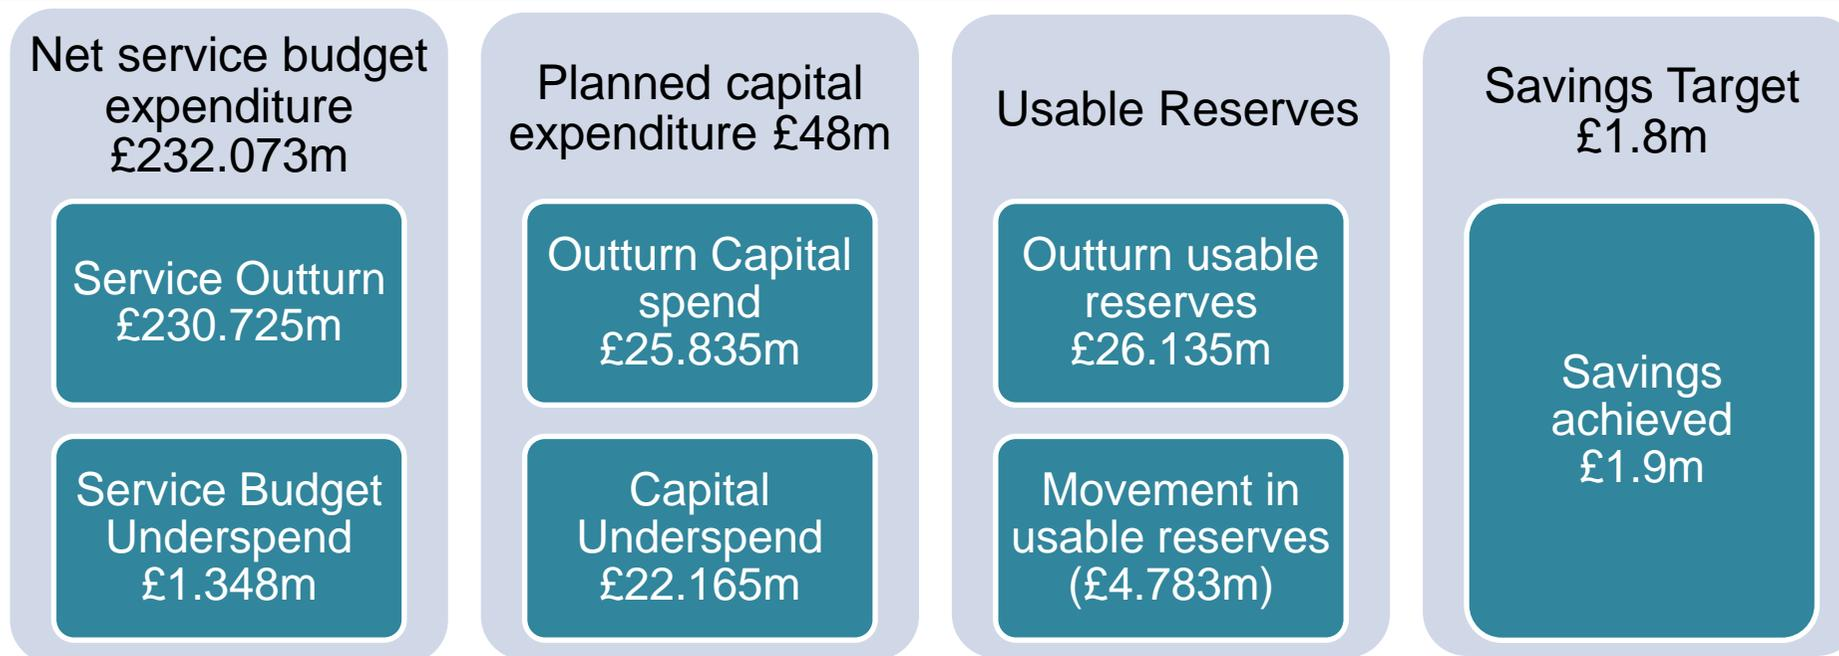 Net service budget
expenditure
£232.073m
Service Outturn
£230.725m
Service Budget
Underspend
£1.348m
Planned capital
expenditure £48m
Outturn Capital
spend
£25.835m
Capital
Underspend
£22.165m
Usable Reserves
Outturn usable
reserves
£26.135m
Movement in
usable reserves
(£4.783m)
Savings Target
£1.8m
Savings
achieved
£1.9m